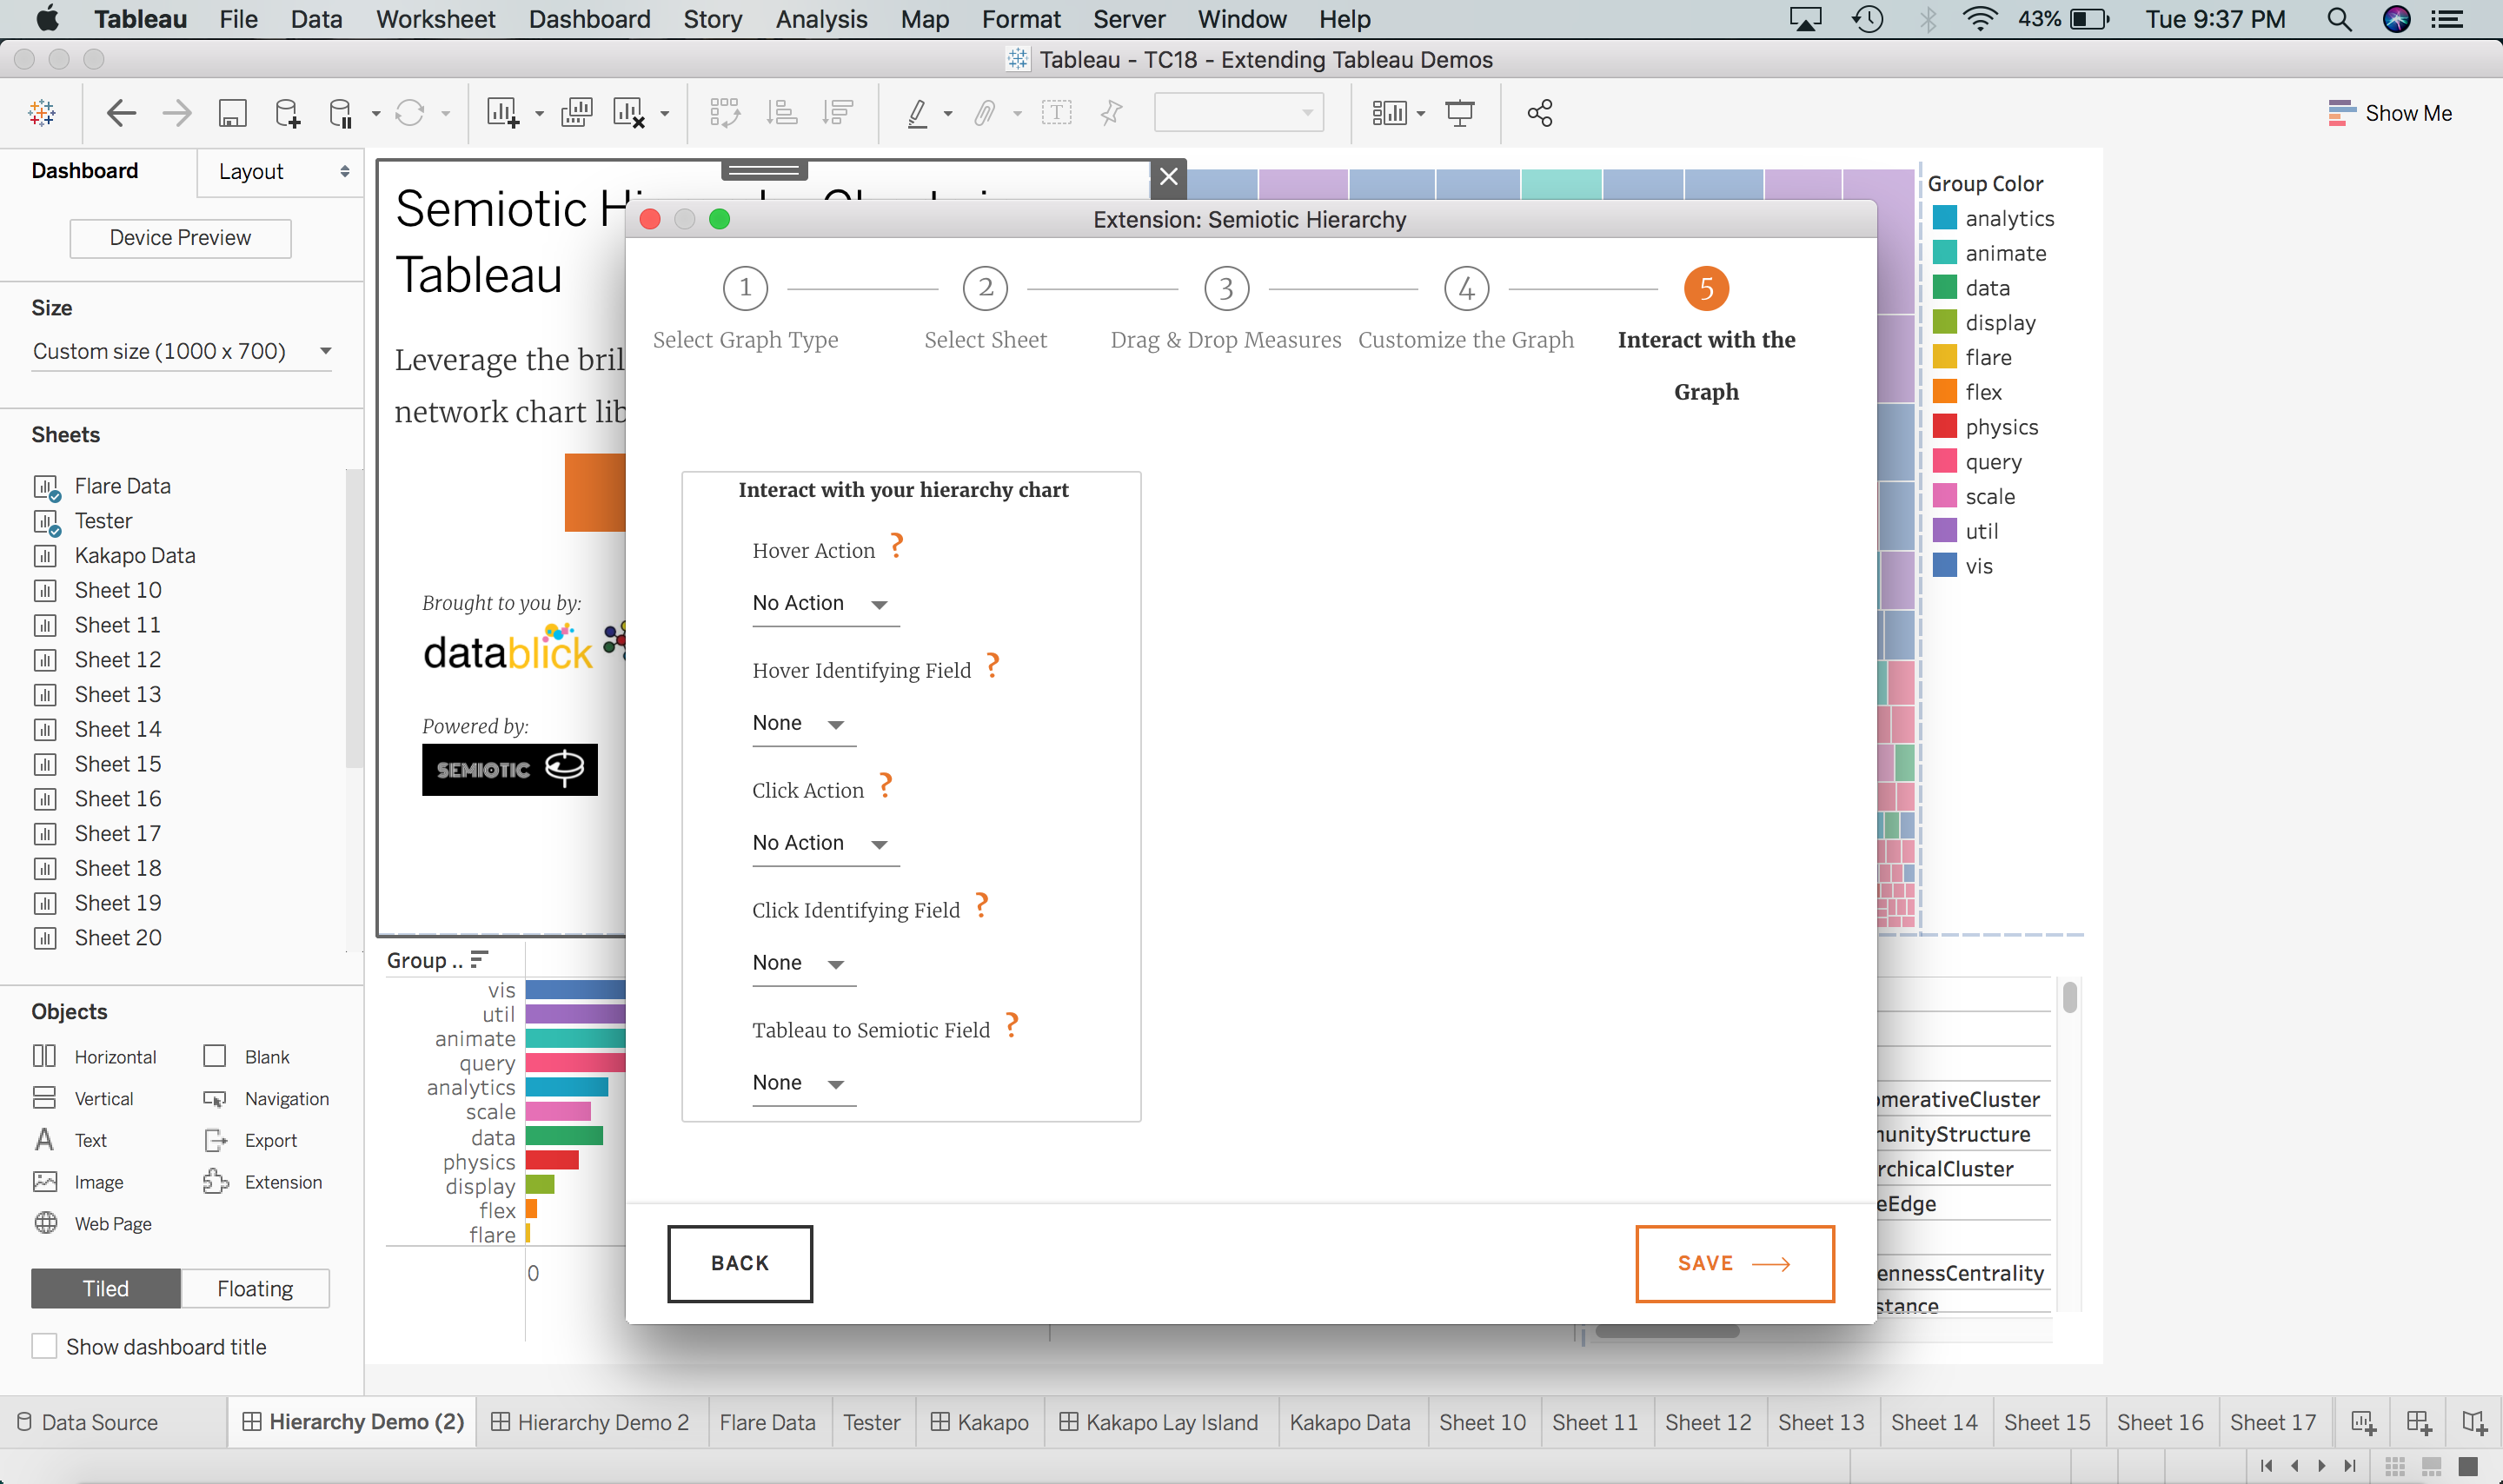 Tableau File Data Worksheet Dashboard Story Analysis Map Format Server Window Help 43% Tue 9:37 PM
Tableau - TC18 - Extending Tableau Demos
Show Me
Dashboard Layout
Device Preview
Size
Custom size (1000 x 700)
Sheets
Flare Data
Tester
Kakapo Data
Sheet 10
Sheet 11
Sheet 12
Sheet 13
Sheet 14
Sheet 15
Sheet 16
Sheet 17
Sheet 18
Sheet 19
Sheet 20
Objects
Horizontal Blank
Vertical Navigation
Text Export
Image Extension
Web Page
Tiled Floating
Show dashboard title
Semiotic
Tableau
Leverage the
network chart
Brought to you by:
datablick
Powered by:
SEMIOTIC
Group ..
vis
util
animate
query
analytics
scale
data
physics
display
flex
flare
0
Extension: Semiotic Hierarchy
1 2 3 4 5
Select Graph Type Select Sheet Drag & Drop Measures Customize the Graph Interact with the
Graph
Interact with your hierarchy chart
Hover Action ?
No Action
Hover Identifying Field ?
None
Click Action ?
No Action
Click Identifying Field ?
None
Tableau to Semiotic Field ?
None
BACK SAVE
Group Color
analytics
animate
data
display
flare
flex
physics
query
scale
util
vis
omerativeCluster
nunityStructure
rchicalCluster
eEdge
ennessCentrality
stance
Data Source Hierarchy Demo (2) Hierarchy Demo 2 Flare Data Tester Kakapo Kakapo Lay Island Kakapo Data Sheet 10 Sheet 11 Sheet 12 Sheet 13 Sheet 14 Sheet 15 Sheet 16 Sheet 17